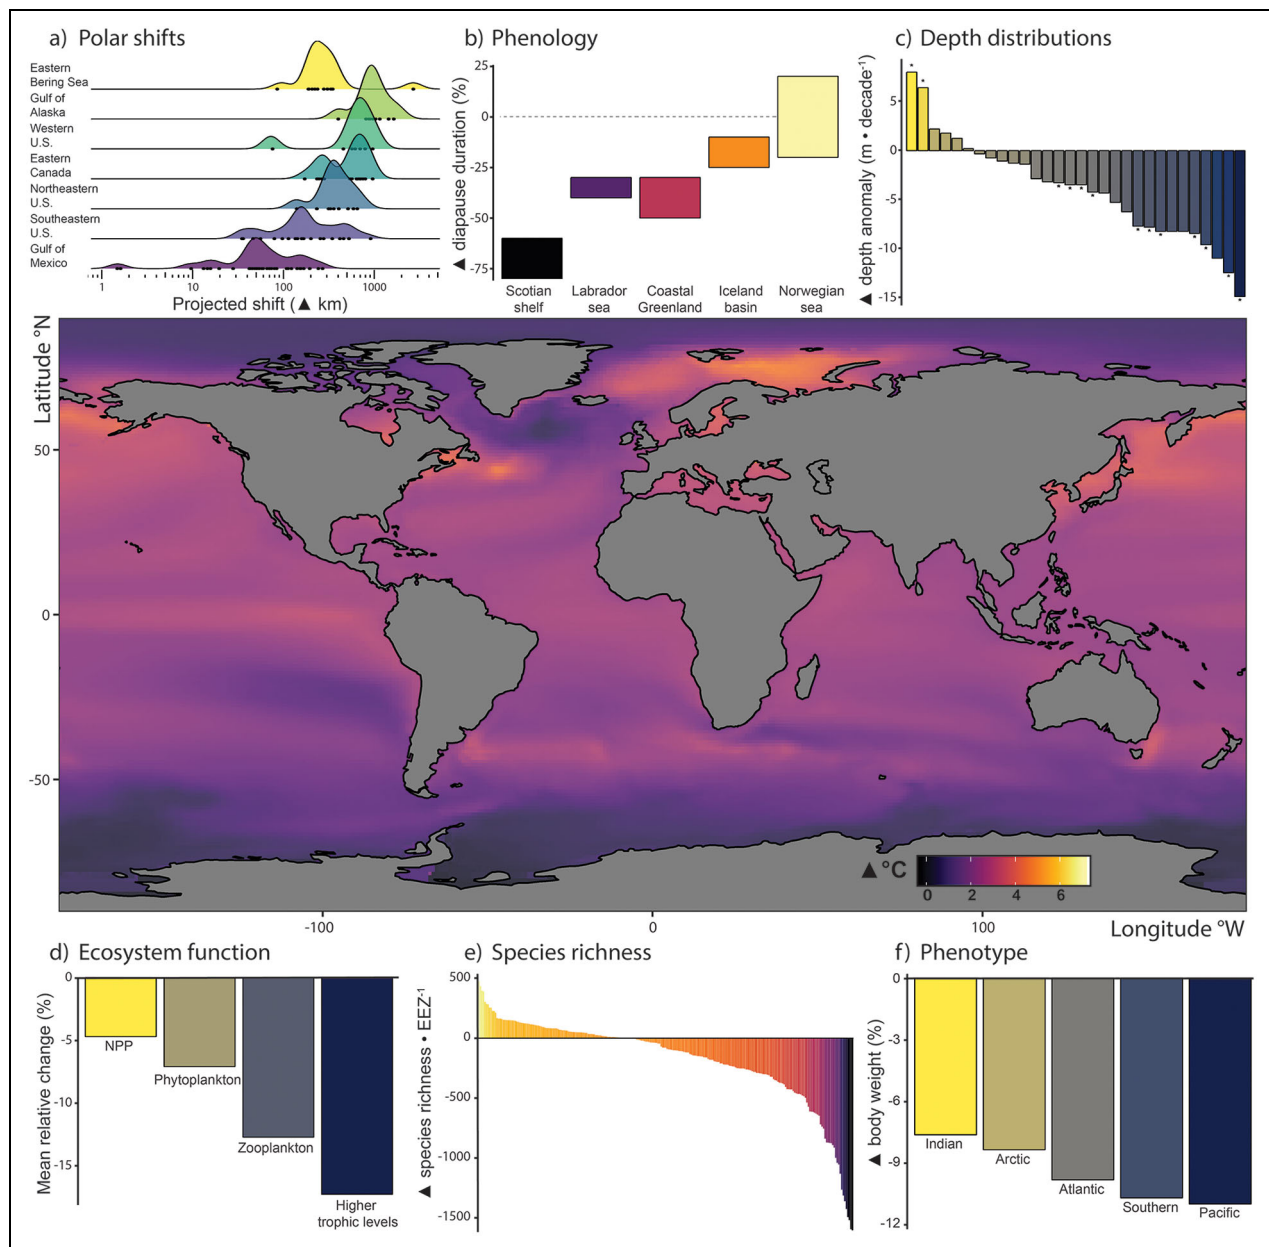 a) Polar shifts
Eastern
Bering Sea
Gulf of
Alaska
Western
U.S.
Eastern
Canada
Northeastern
U.S.
Southeastern
U.S.
Gulf of
Mexico
1 10 100 1000
Projected shift (▲ km)
b) Phenology
▲ diapause duration (%)
25
0
-25
-50
-75
Scotian
shelf
Labrador
sea
Coastal
Greenland
Iceland
basin
Norwegian
sea
c) Depth distributions
▲ depth anomaly (m • decade⁻¹)
5
0
-5
-10
-15
* * * * * * * * * * * *
Latitude °N
50
0
-50
▲°C
0 2 4 6
-100 0 100
Longitude °W
d) Ecosystem function
Mean relative change (%)
0
-5
-10
-15
NPP
Phytoplankton
Zooplankton
Higher
trophic levels
e) Species richness
▲ species richness • EEZ⁻¹
500
0
-500
-1000
-1500
f) Phenotype
▲ body weight (%)
0
-3
-6
-9
-12
Indian
Arctic
Atlantic
Southern
Pacific